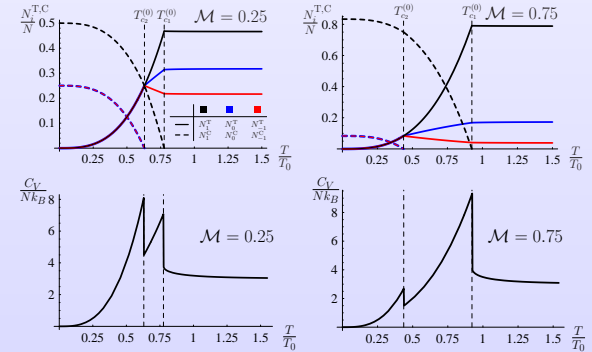 N_i^{T,C}/N
T_{c_2}^{(0)} T_{c_1}^{(0)} \mathcal{M} = 0.25
0.5
0.4
0.3
0.2
0.1
0.25 0.5 0.75 1 1.25 1.5 T/T_0
N_1^T N_0^T N_{-1}^T
N_1^C N_0^C N_{-1}^C
N_i^{T,C}/N
T_{c_2}^{(0)} T_{c_1}^{(0)} \mathcal{M} = 0.75
0.8
0.6
0.4
0.2
0.25 0.5 0.75 1 1.25 1.5 T/T_0
C_V/Nk_B
8
6
4
2
\mathcal{M} = 0.25
0.25 0.5 0.75 1 1.25 1.5 T/T_0
C_V/Nk_B
8
6
4
2
\mathcal{M} = 0.75
0.25 0.5 0.75 1 1.25 1.5 T/T_0